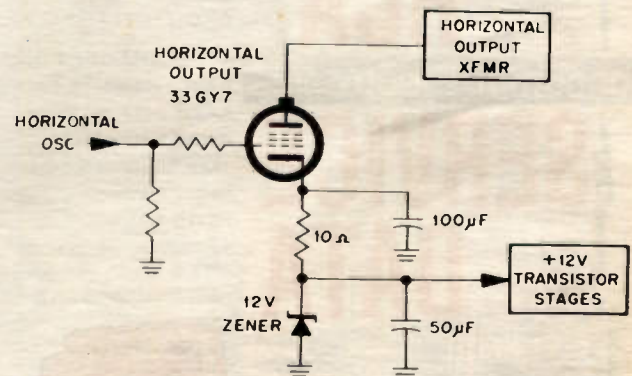 HORIZONTAL
OUTPUT
XFMR
HORIZONTAL
OUTPUT
33GY7
HORIZONTAL
OSC
10Ω
100µF
12V
ZENER
50µF
+12V
TRANSISTOR
STAGES